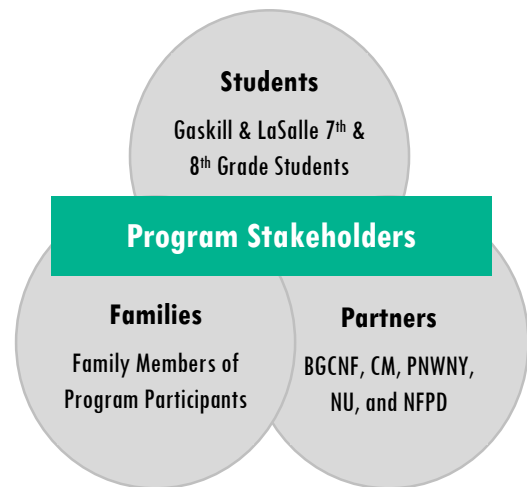 Students
Gaskill & LaSalle 7th &
8th Grade Students
Program Stakeholders
Families
Family Members of
Program Participants
Partners
BGCNF, CM, PNWNY,
NU, and NFPD